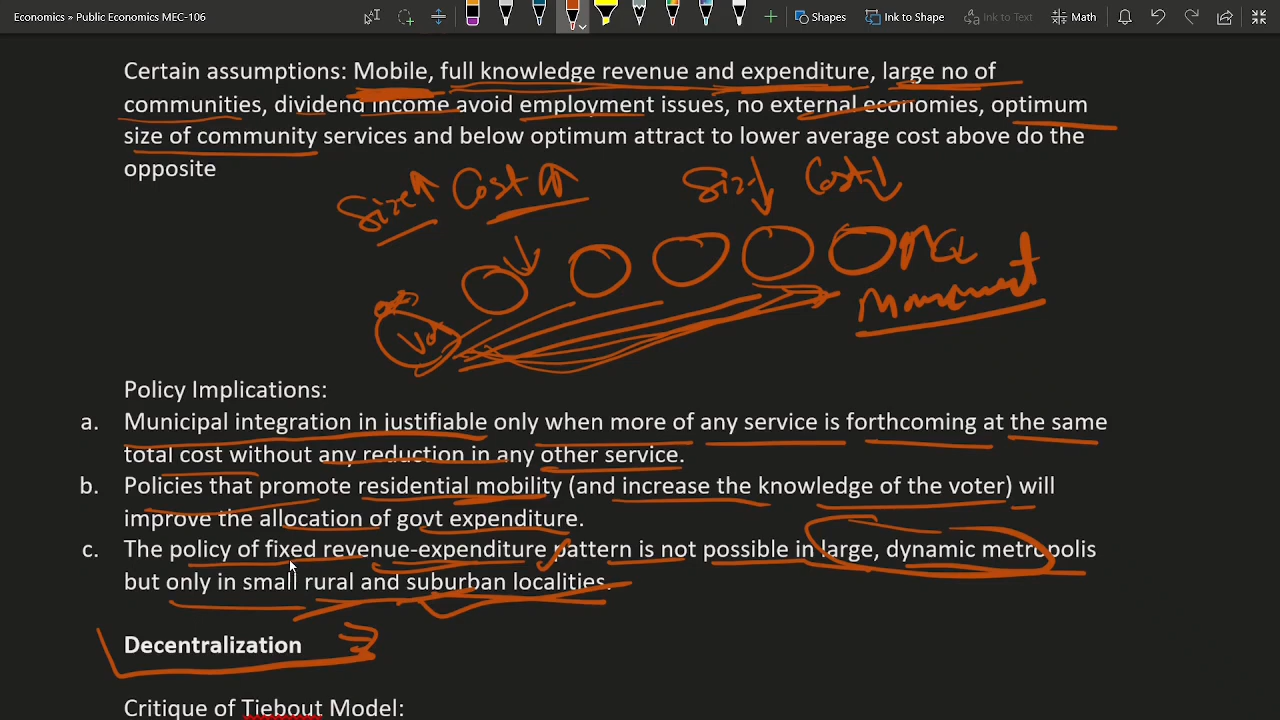 Economics » Public Economics MEC-106
Shapes
Ink to Shape
Ink to Text
Math
Certain assumptions: Mobile, full knowledge revenue and expenditure, large no of
communities, dividend income avoid employment issues, no external economies, optimum
size of community services and below optimum attract to lower average cost above do the
opposite
Size Cost
Size Cost
Movement
Policy Implications:
a. Municipal integration in justifiable only when more of any service is forthcoming at the same
total cost without any reduction in any other service.
b. Policies that promote residential mobility (and increase the knowledge of the voter) will
improve the allocation of govt expenditure.
c. The policy of fixed revenue-expenditure pattern is not possible in large, dynamic metropolis
but only in small rural and suburban localities.
Decentralization
Critique of Tiebout Model: